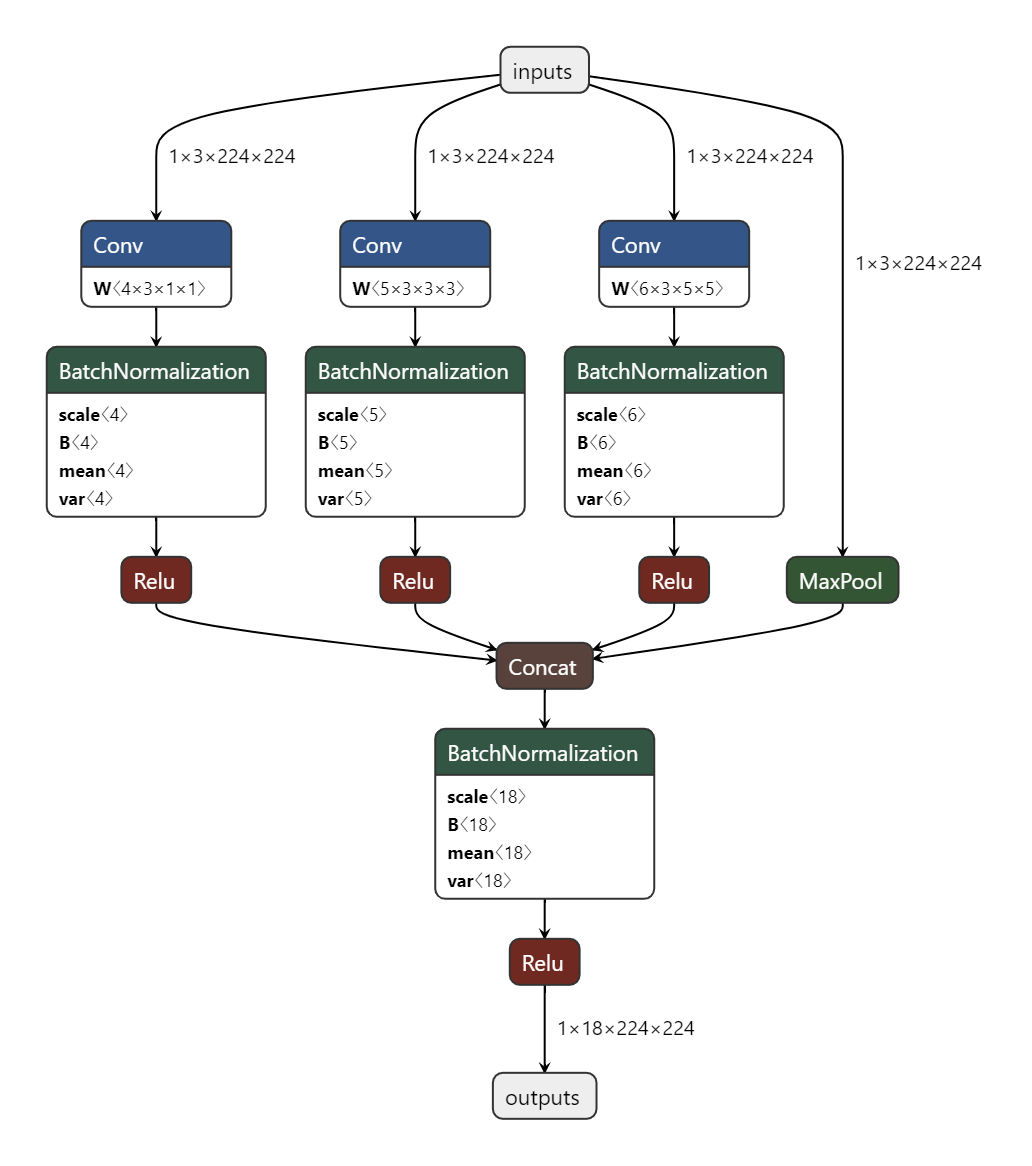 inputs
1×3×224×224
1×3×224×224
1×3×224×224
1×3×224×224
Conv
W〈4×3×1×1〉
Conv
W〈5×3×3×3〉
Conv
W〈6×3×5×5〉
BatchNormalization
scale〈4〉
B〈4〉
mean〈4〉
var〈4〉
BatchNormalization
scale〈5〉
B〈5〉
mean〈5〉
var〈5〉
BatchNormalization
scale〈6〉
B〈6〉
mean〈6〉
var〈6〉
Relu
Relu
Relu
MaxPool
Concat
BatchNormalization
scale〈18〉
B〈18〉
mean〈18〉
var〈18〉
Relu
1×18×224×224
outputs